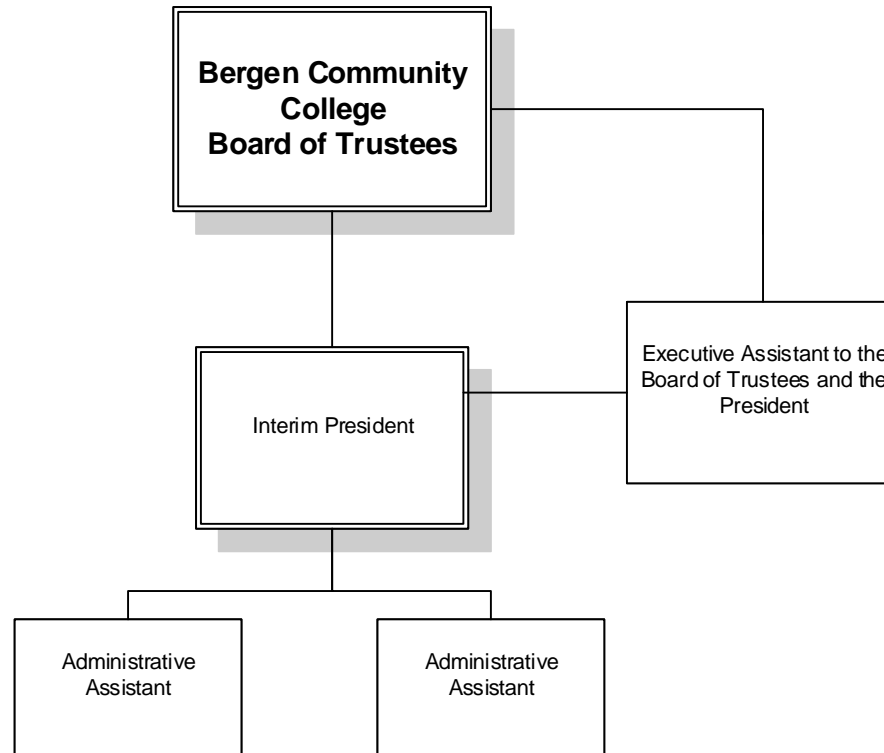 Bergen Community
College
Board of Trustees
Executive Assistant to the
Board of Trustees and the
President
Interim President
Administrative
Assistant
Administrative
Assistant